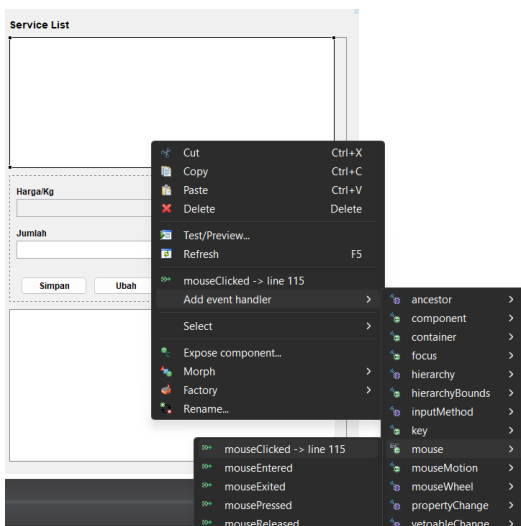 Service List
Cut Ctrl+X
Copy Ctrl+C
Paste Ctrl+V
Delete Delete
Test/Preview...
Refresh F5
mouseClicked -> line 115
Add event handler
Select
Expose component...
Morph
Factory
Rename...
Harga/Kg
Jumlah
Simpan Ubah
ancestor
component
container
focus
hierarchy
hierarchyBounds
inputMethod
key
mouse
mouseMotion
mouseWheel
propertyChange
vetoableChange
mouseClicked -> line 115
mouseEntered
mouseExited
mousePressed
mouseReleased